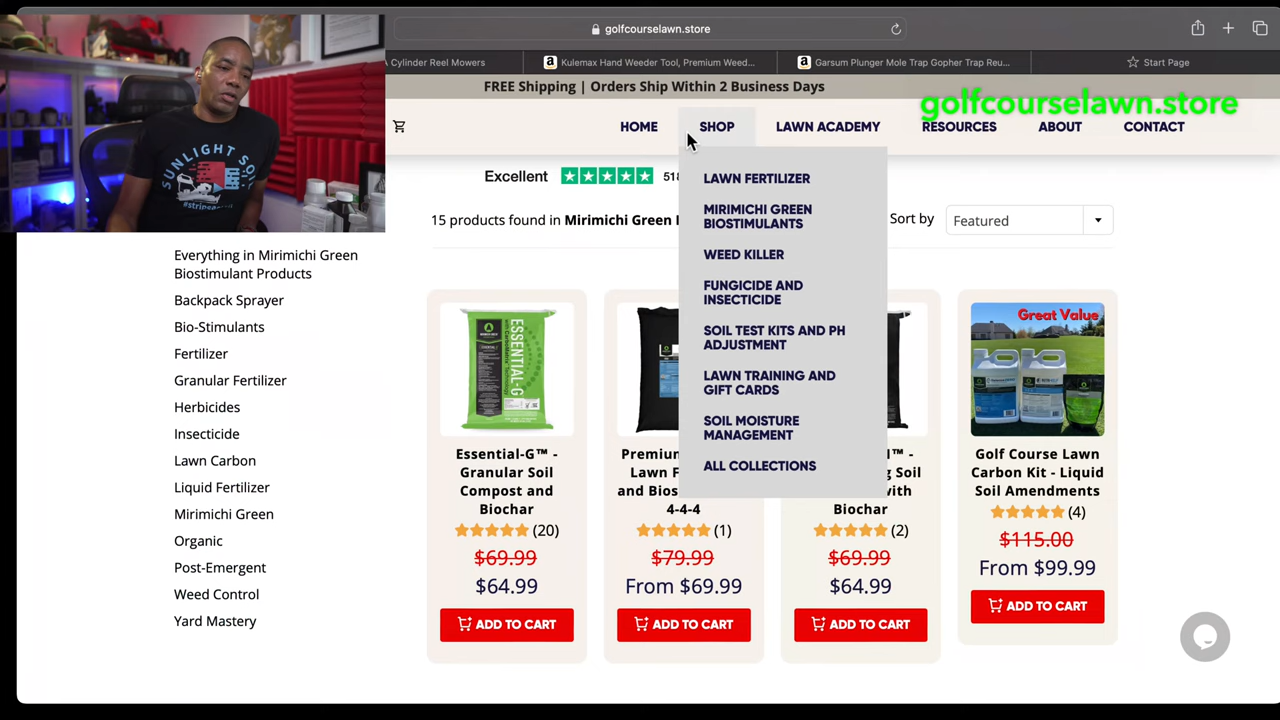 golfcourselawn.store
A Cylinder Reel Mowers
Kulemax Hand Weeder Tool, Premium Weed...
Garsum Plunger Mole Trap Gopher Trap Reu...
Start Page
FREE Shipping | Orders Ship Within 2 Business Days
golfcourselawn.store
HOME
SHOP
LAWN ACADEMY
RESOURCES
ABOUT
CONTACT
SUNLIGHT SOIL
Excellent
518
15 products found in Mirimichi Green
Sort by
Featured
LAWN FERTILIZER
MIRIMICHI GREEN
BIOSTIMULANTS
WEED KILLER
FUNGICIDE AND
INSECTICIDE
SOIL TEST KITS AND PH
ADJUSTMENT
LAWN TRAINING AND
GIFT CARDS
SOIL MOISTURE
MANAGEMENT
ALL COLLECTIONS
Everything in Mirimichi Green
Biostimulant Products
Backpack Sprayer
Bio-Stimulants
Fertilizer
Granular Fertilizer
Herbicides
Insecticide
Lawn Carbon
Liquid Fertilizer
Mirimichi Green
Organic
Post-Emergent
Weed Control
Yard Mastery
ESSENTIAL-G
Essential-G™ -
Granular Soil
Compost and
Biochar
(20)
$69.99
$64.99
ADD TO CART
Premium
Lawn F
and Bios
4-4-4
(1)
$79.99
From $69.99
ADD TO CART
™ -
g Soil
with
Biochar
(2)
$69.99
$64.99
ADD TO CART
Great Value
Golf Course Lawn
Carbon Kit - Liquid
Soil Amendments
(4)
$115.00
From $99.99
ADD TO CART